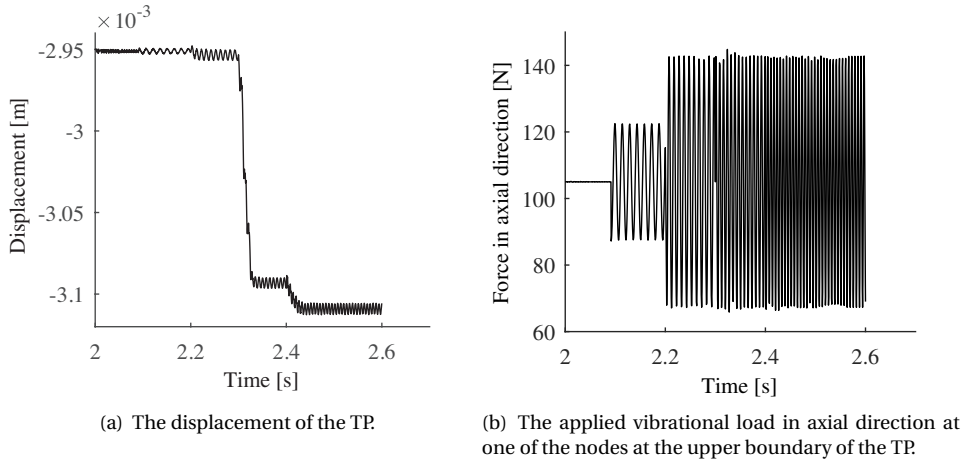 × 10⁻³
-2.95
-3
-3.05
-3.1
Displacement [m]
2
2.2
2.4
2.6
Time [s]
(a) The displacement of the TP.
140
120
100
80
60
Force in axial direction [N]
2
2.2
2.4
2.6
Time [s]
(b) The applied vibrational load in axial direction at
one of the nodes at the upper boundary of the TP.